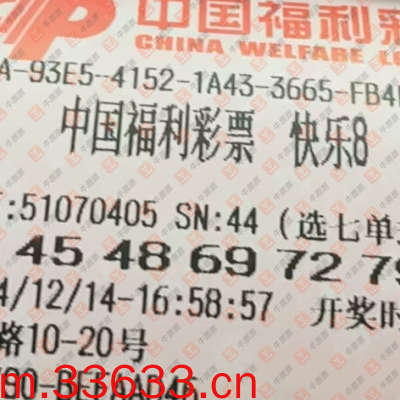 中国福利彩
CHINA WELFARE LO
A-93E5-4152-1A43-3665-FB4
中国福利彩票 快乐8
:51070405 SN:44 (选七单
45 48 69 72 79
4/12/14-16:58:57 开奖时
路10-20号
m.33633.cn